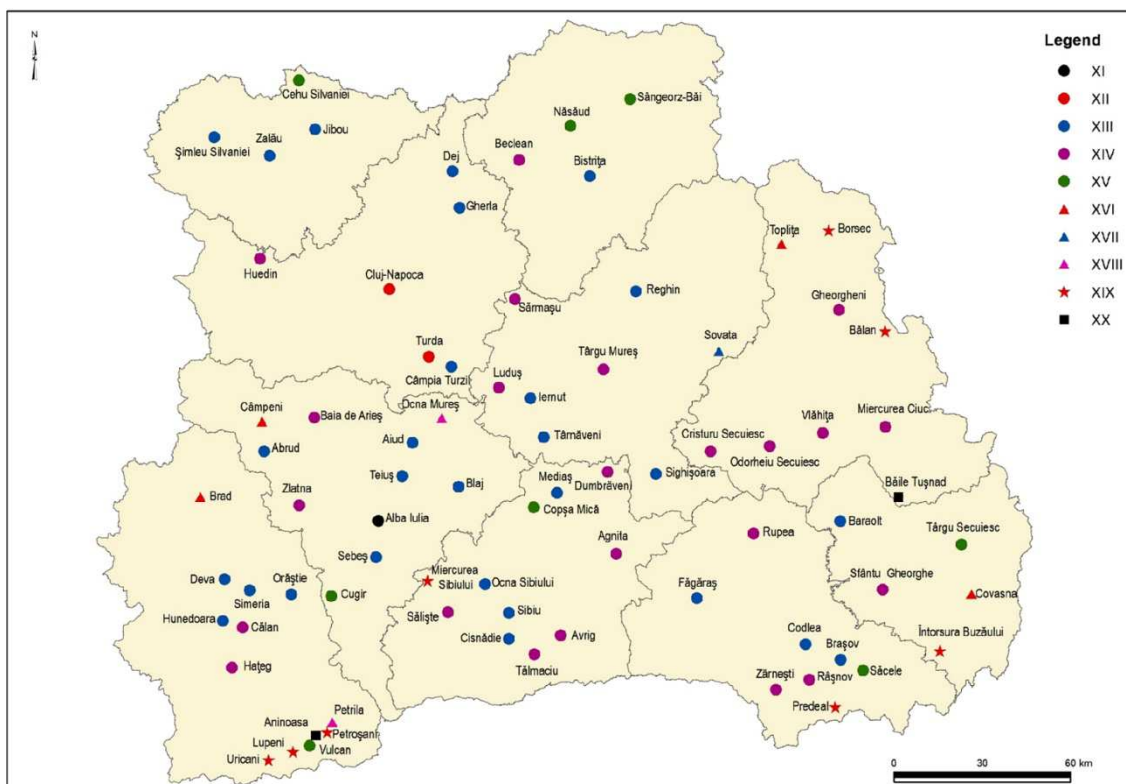 N
Legend
XI
XII
XIII
XIV
XV
XVI
XVII
XVIII
XIX
XX
Cehu Silvaniei
Jibou
Şimleu Silvaniei
Zalău
Sângeorz-Băi
Năsăud
Beclean
Bistriţa
Dej
Gherla
Huedin
Cluj-Napoca
Turda
Câmpia Turzii
Topliţa
Borsec
Gheorgheni
Bălan
Reghin
Sărmaşu
Sovata
Târgu Mureş
Luduş
Iernut
Târnăveni
Sighişoara
Vlăhiţa
Miercurea Ciuc
Cristuru Secuiesc
Odorheiu Secuiesc
Băile Tuşnad
Câmpeni
Baia de Arieş
Ocna Mureş
Abrud
Aiud
Teiuş
Blaj
Zlatna
Alba Iulia
Sebeş
Cugir
Brad
Deva
Simeria
Orăştie
Hunedoara
Călan
Haţeg
Petrila
Aninoasa
Petroşani
Lupeni
Vulcan
Uricani
Mediaş
Dumbrăveni
Copşa Mică
Agnita
Miercurea
Sibiului
Ocna Sibiului
Sălişte
Sibiu
Cisnădie
Avrig
Tălmaciu
Rupea
Făgăraş
Codlea
Braşov
Săcele
Zărneşti
Râşnov
Predeal
Baraolt
Târgu Secuiesc
Sfântu Gheorghe
Covasna
Întorsura Buzăului
0 30 60 km